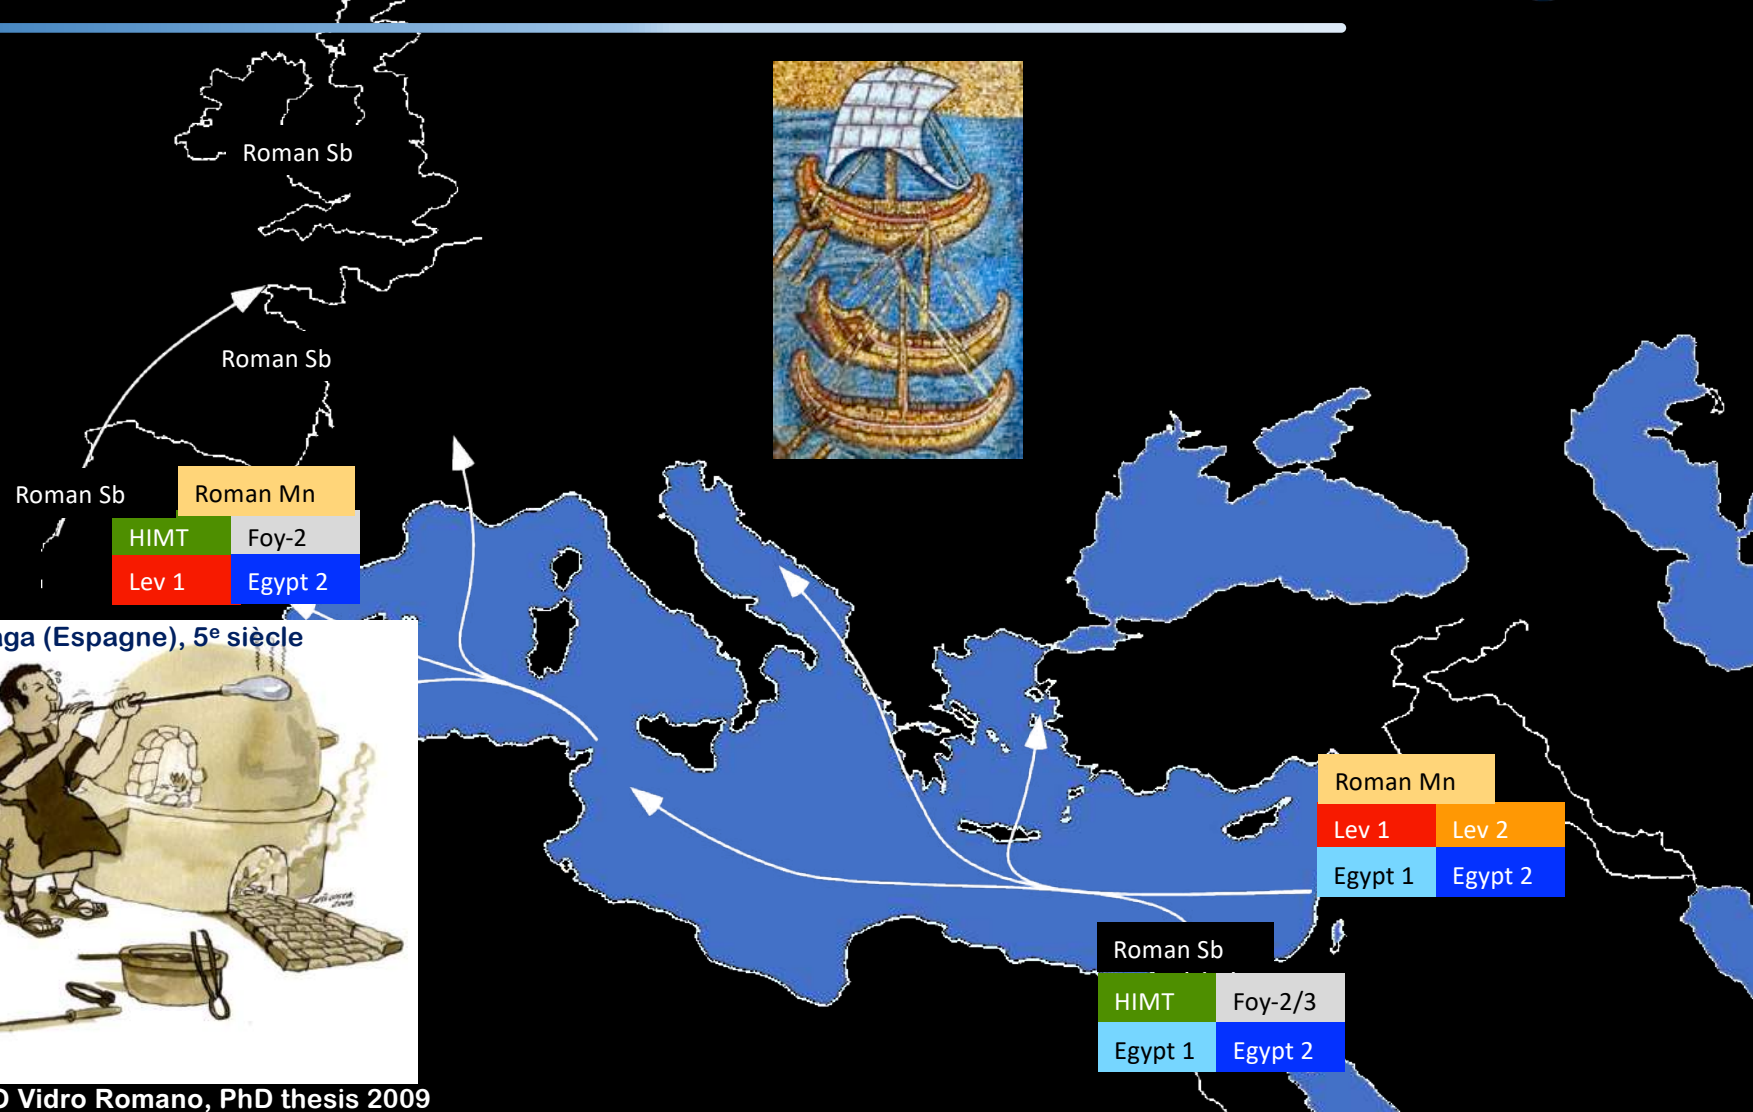 Roman Sb
Roman Sb
Roman Sb
Roman Mn
HIMT Foy-2
Lev 1 Egypt 2
(Espagne), 5e siècle
Roman Mn
Lev 1 Lev 2
Egypt 1 Egypt 2
Roman Sb
HIMT Foy-2/3
Egypt 1 Egypt 2
Vidro Romano, PhD thesis 2009